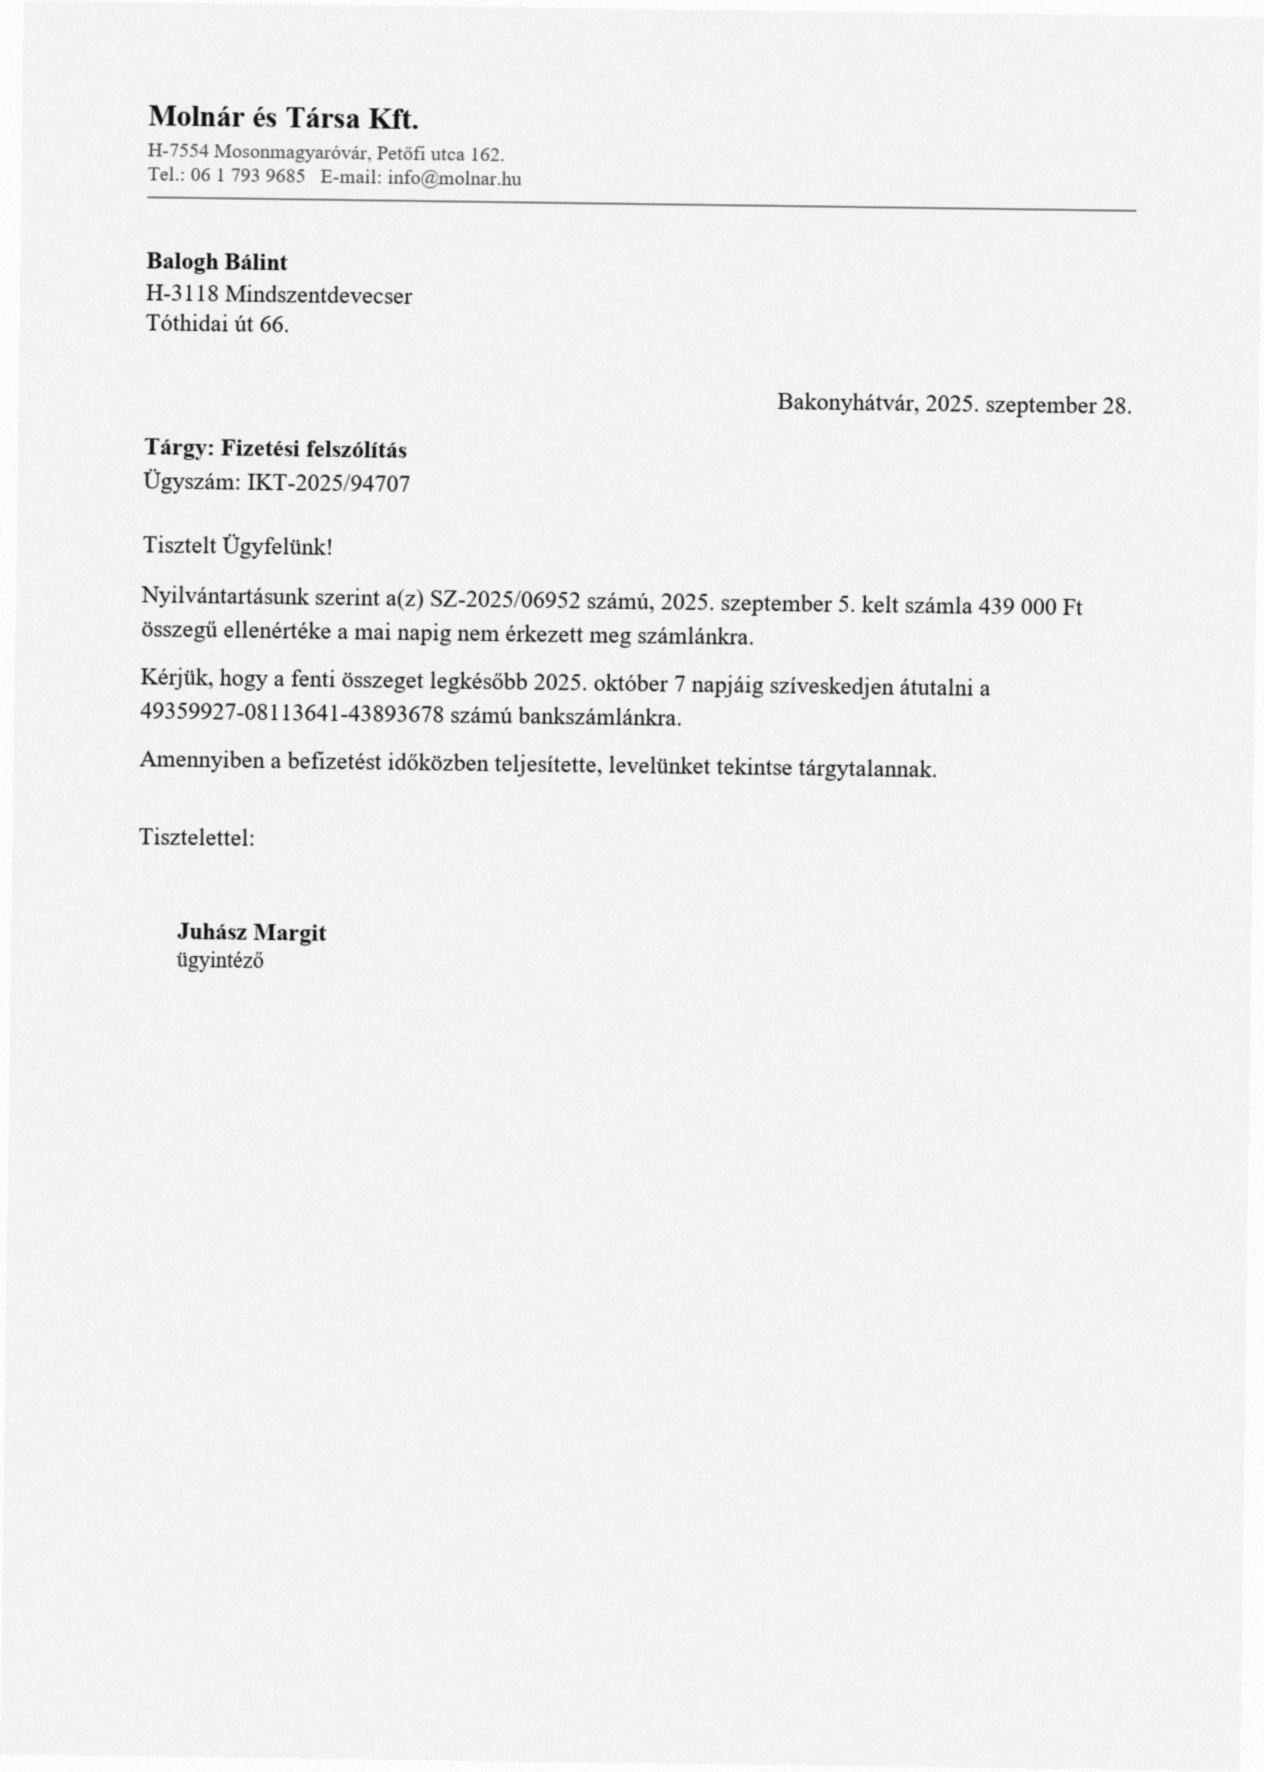 Molnár és Társa Kft.
H-7554 Mosonmagyaróvár, Petőfi utca 162.
Tel.: 06 1 793 9685 E-mail: info@molnar.hu
Balogh Bálint
H-3118 Mindszentdevecser
Tóthidai út 66.
Bakonyhátvár, 2025. szeptember 28.
Tárgy: Fizetési felszólítás
Ügyszám: IKT-2025/94707
Tisztelt Ügyfelünk!
Nyilvántartásunk szerint a(z) SZ-2025/06952 számú, 2025. szeptember 5. kelt számla 439 000 Ft
összegű ellenértéke a mai napig nem érkezett meg számlánkra.
Kérjük, hogy a fenti összeget legkésőbb 2025. október 7 napjáig szíveskedjen átutalni a
49359927-08113641-43893678 számú bankszámlánkra.
Amennyiben a befizetést időközben teljesítette, levelünket tekintse tárgytalannak.
Tisztelettel:
Juhász Margit
ügyintéző